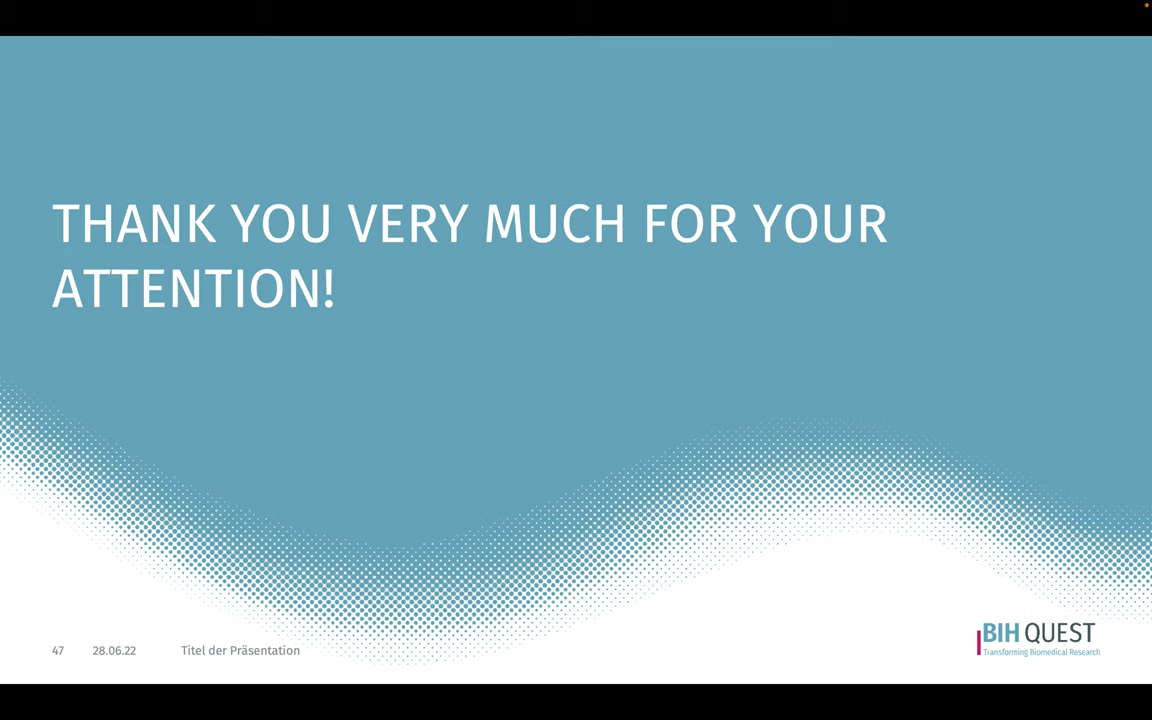 THANK YOU VERY MUCH FOR YOUR
ATTENTION!
47 28.06.22 Titel der Präsentation
BIH QUEST
Transforming Biomedical Research